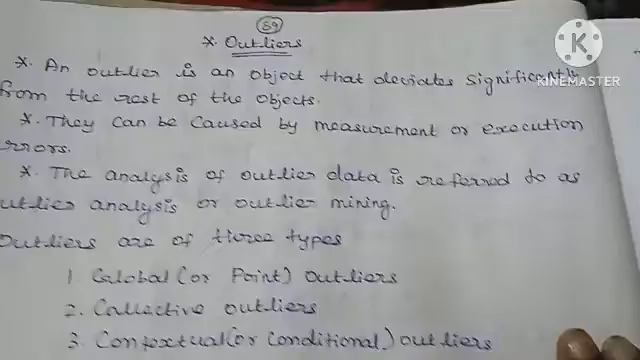 59
* Outliers
*. An outlier is an object that deviates significantly
from the rest of the objects.
*. They can be caused by measurement or execution
errors.
*. The analysis of outlier data is referred to as
outlier analysis or outlier mining.
Outliers are of three types
1. Global (or Point) outliers
2. Collective outliers
3. Contextual (or Conditional) outliers
K
KINEMASTER